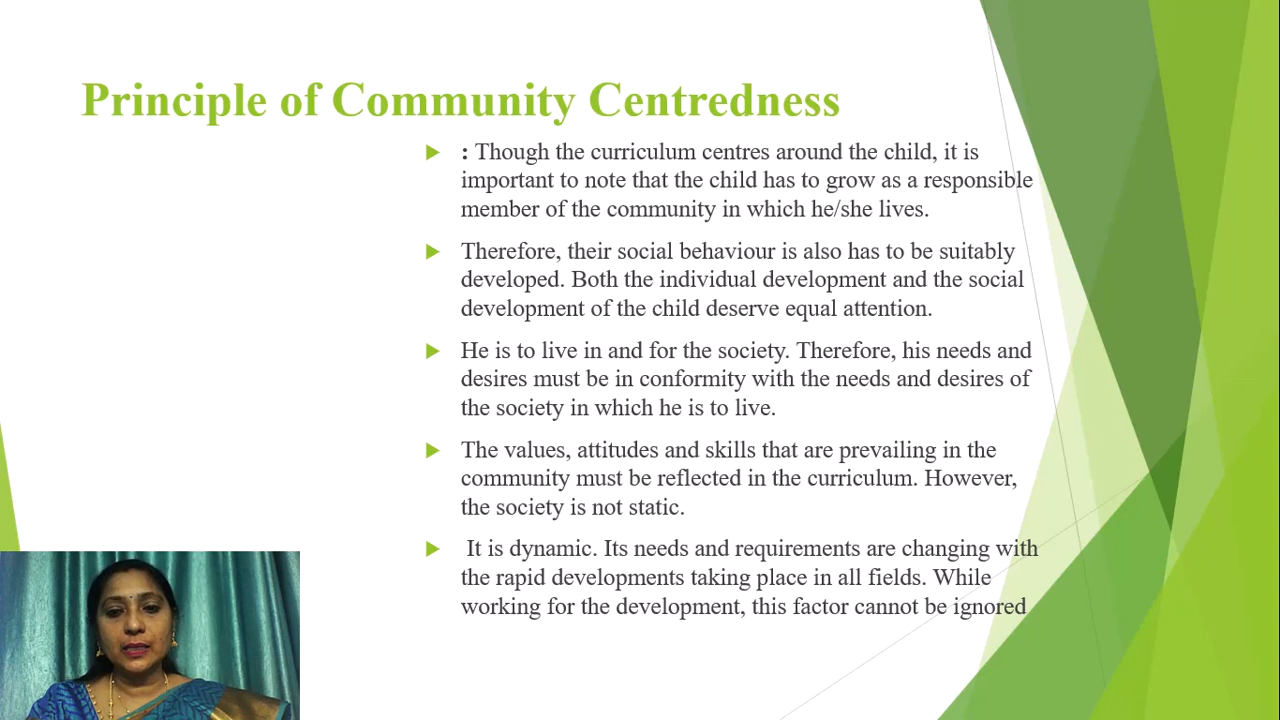 Principle of Community Centredness
: Though the curriculum centres around the child, it is
important to note that the child has to grow as a responsible
member of the community in which he/she lives.
Therefore, their social behaviour is also has to be suitably
developed. Both the individual development and the social
development of the child deserve equal attention.
He is to live in and for the society. Therefore, his needs and
desires must be in conformity with the needs and desires of
the society in which he is to live.
The values, attitudes and skills that are prevailing in the
community must be reflected in the curriculum. However,
the society is not static.
It is dynamic. Its needs and requirements are changing with
the rapid developments taking place in all fields. While
working for the development, this factor cannot be ignored